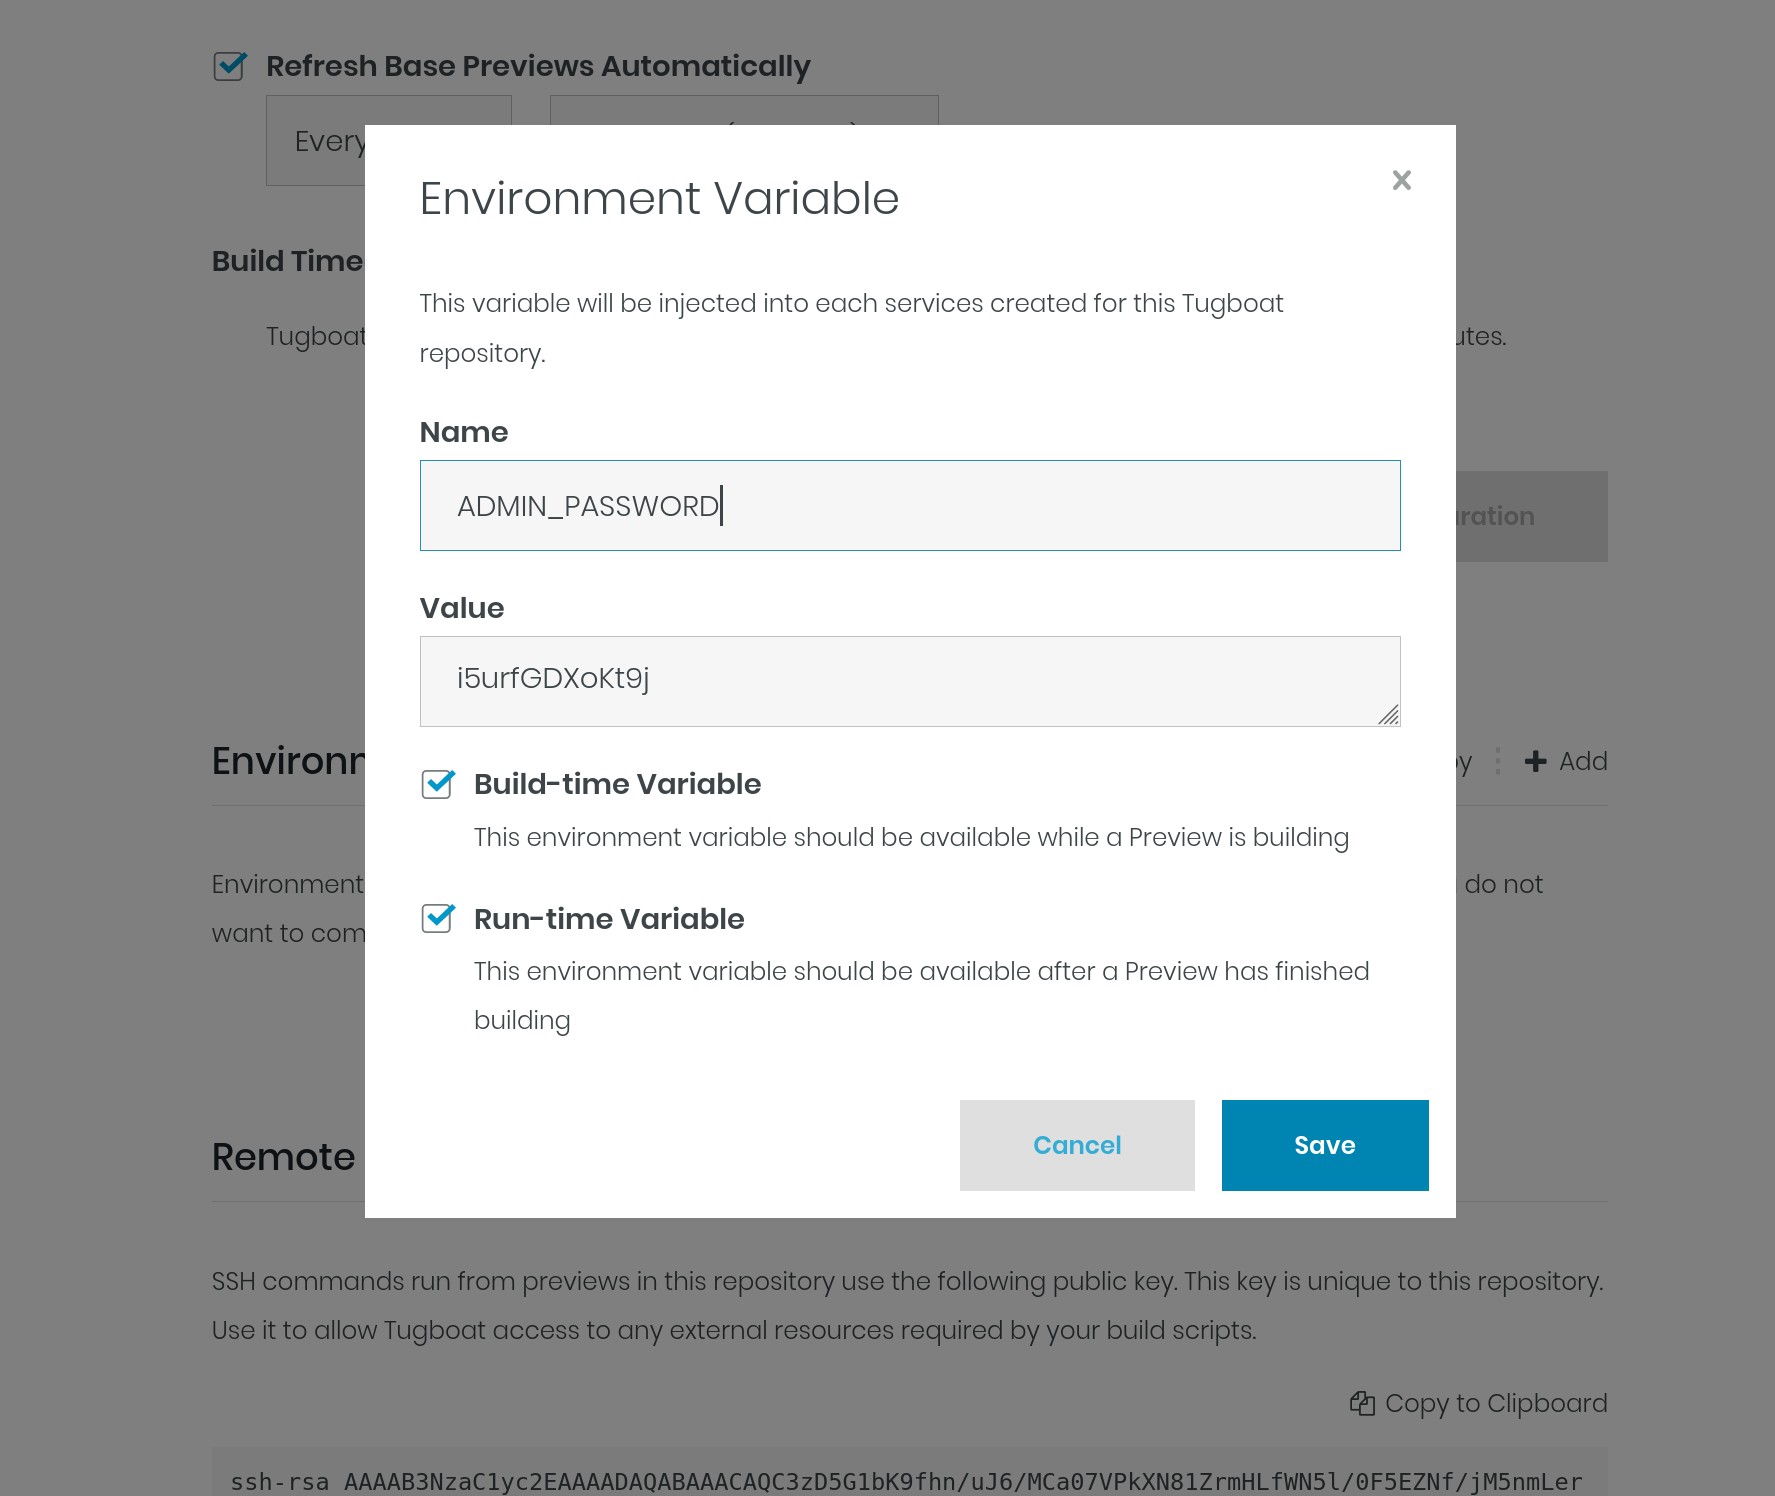 Refresh Base Previews Automatically
Every
Environment Variable
Build Time
This variable will be injected into each services created for this Tugboat
repository.
Tugboat
utes.
Name
ADMIN_PASSWORD
uration
Value
i5urfGDXoKt9j
Environn
py
Add
Build-time Variable
This environment variable should be available while a Preview is building
Environment
do not
Run-time Variable
want to com
This environment variable should be available after a Preview has finished
building
Cancel
Save
Remote
SSH commands run from previews in this repository use the following public key. This key is unique to this repository.
Use it to allow Tugboat access to any external resources required by your build scripts.
Copy to Clipboard
ssh-rsa AAAAB3NzaC1yc2EAAAADAQABAAACAQC3zD5G1bK9fhn/uJ6/MCa07VPkXN81ZrmHLfWN5l/0F5EZNf/jM5nmLer